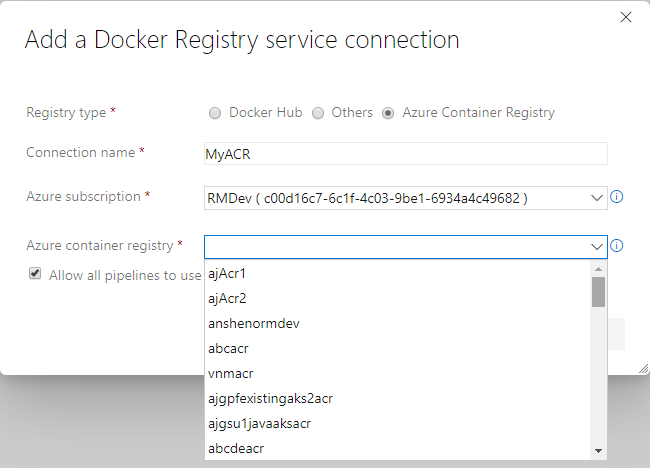 Add a Docker Registry service connection
Registry type * Docker Hub Others Azure Container Registry
Connection name * MyACR
Azure subscription * RMDev ( c00d16c7-6c1f-4c03-9be1-6934a4c49682 )
Azure container registry *
Allow all pipelines to use
ajAcr1
ajAcr2
anshenormdev
abcacr
vnmacr
ajgpfexistingaks2acr
ajgsu1javaaksacr
abcdeacr